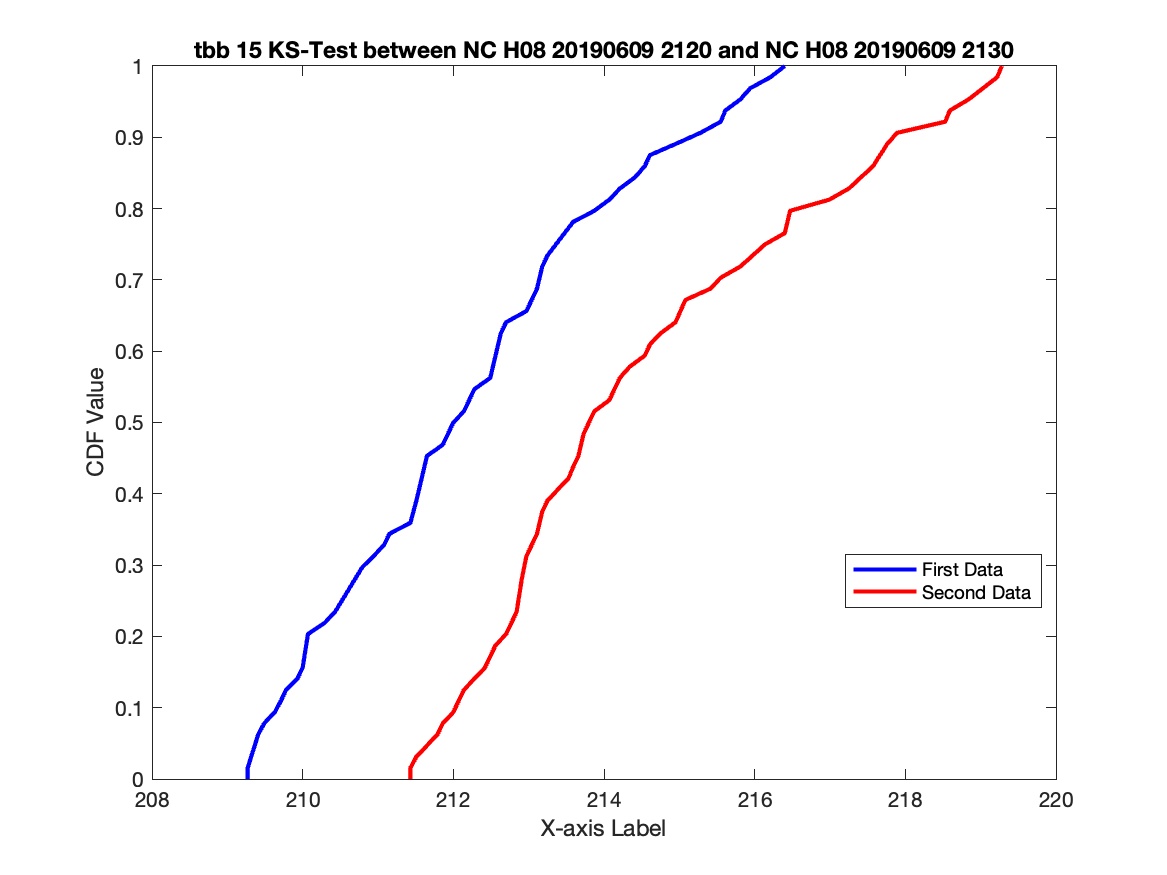 tbb 15 KS-Test between NC H08 20190609 2120 and NC H08 20190609 2130
1
0.9
0.8
0.7
0.6
0.5
0.4
0.3
0.2
0.1
0
CDF Value
First Data
Second Data
208 210 212 214 216 218 220
X-axis Label